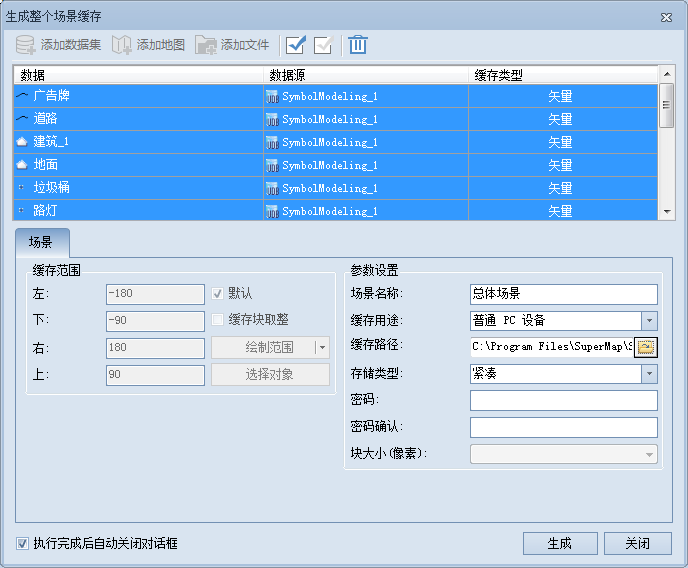 生成整个场景缓存
添加数据集 添加地图 添加文件
数据 数据源 缓存类型
广告牌 SymbolModeling_1 矢量
道路 SymbolModeling_1 矢量
建筑_1 SymbolModeling_1 矢量
地面 SymbolModeling_1 矢量
垃圾桶 SymbolModeling_1 矢量
路灯 SymbolModeling_1 矢量
场景
缓存范围
左: -180 默认
下: -90 缓存块取整
右: 180 绘制范围
上: 90 选择对象
参数设置
场景名称: 总体场景
缓存用途: 普通 PC 设备
缓存路径: C:\Program Files\SuperMap\S
存储类型: 紧凑
密码:
密码确认:
块大小(像素):
执行完成后自动关闭对话框 生成 关闭